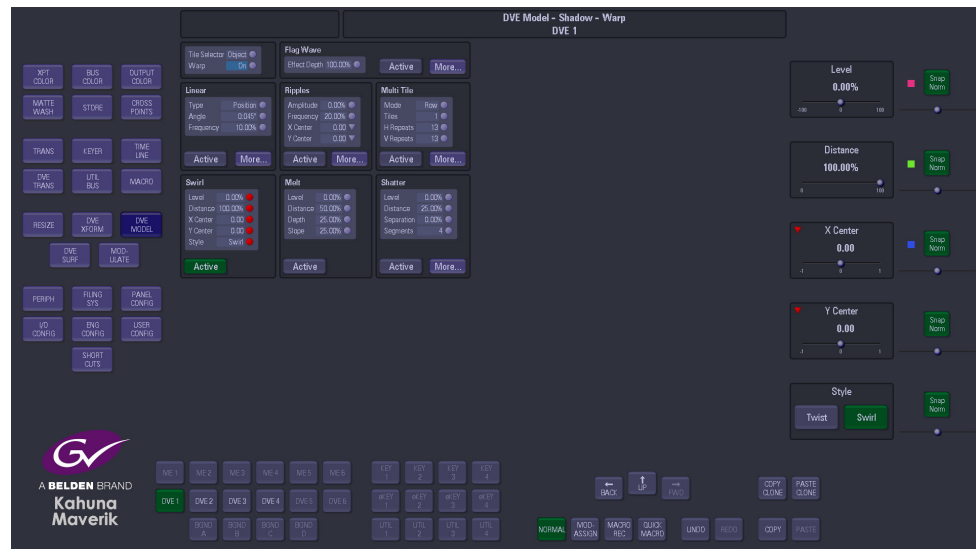 DVE Model - Shadow - Warp
DVE 1
XPT COLOR
BUS COLOR
OUTPUT COLOR
MATTE WASH
STORE
CROSS POINTS
TRANS
KEYER
TIME LINE
DVE TRANS
UTIL BUS
MACRO
RESIZE
DVE XFORM
DVE MODEL
DVE SURF
MOD-ULATE
PERIPH
FILING SYS
PANEL CONFIG
I/O CONFIG
ENG CONFIG
USER CONFIG
SHORT CUTS
Tile Selector Object
Warp On
Flag Wave
Effect Depth 100.00%
Active More...
Linear
Type Position
Angle 0.045°
Frequency 10.00%
Active More...
Ripples
Amplitude 0.00%
Frequency 20.00%
X Center 0.00
Y Center 0.00
Active More...
Multi Tile
Mode Row
Tiles 1
H Repeats 13
V Repeats 13
Active More...
Swirl
Level 0.00%
Distance 100.00%
X Center 0.00
Y Center 0.00
Style Swirl
Active
Melt
Level 0.00%
Distance 50.00%
Depth 25.00%
Slope 25.00%
Active
Shatter
Level 0.00%
Distance 25.00%
Separation 0.00%
Segments 4
Active More...
Level
0.00%
-100 0 100
Snap Norm
Distance
100.00%
0 100
Snap Norm
X Center
0.00
-1 0 1
Snap Norm
Y Center
0.00
-1 0 1
Snap Norm
Style
Twist Swirl
Snap Norm
GV
A BELDEN BRAND
Kahuna
Maverik
ME 1 ME 2 ME 3 ME 4 ME 5 ME 6
DVE 1 DVE 2 DVE 3 DVE 4 DVE 5 DVE 6
BGND A BGND B BGND C BGND D
KEY 1 KEY 2 KEY 3 KEY 4
eKEY 1 eKEY 2 eKEY 3 eKEY 4
UTIL 1 UTIL 2 UTIL 3 UTIL 4
← BACK
↑ UP
→ FWD
COPY CLONE
PASTE CLONE
NORMAL
MOD-ASSIGN
MACRO REC
QUICK MACRO
UNDO
REDO
COPY
PASTE